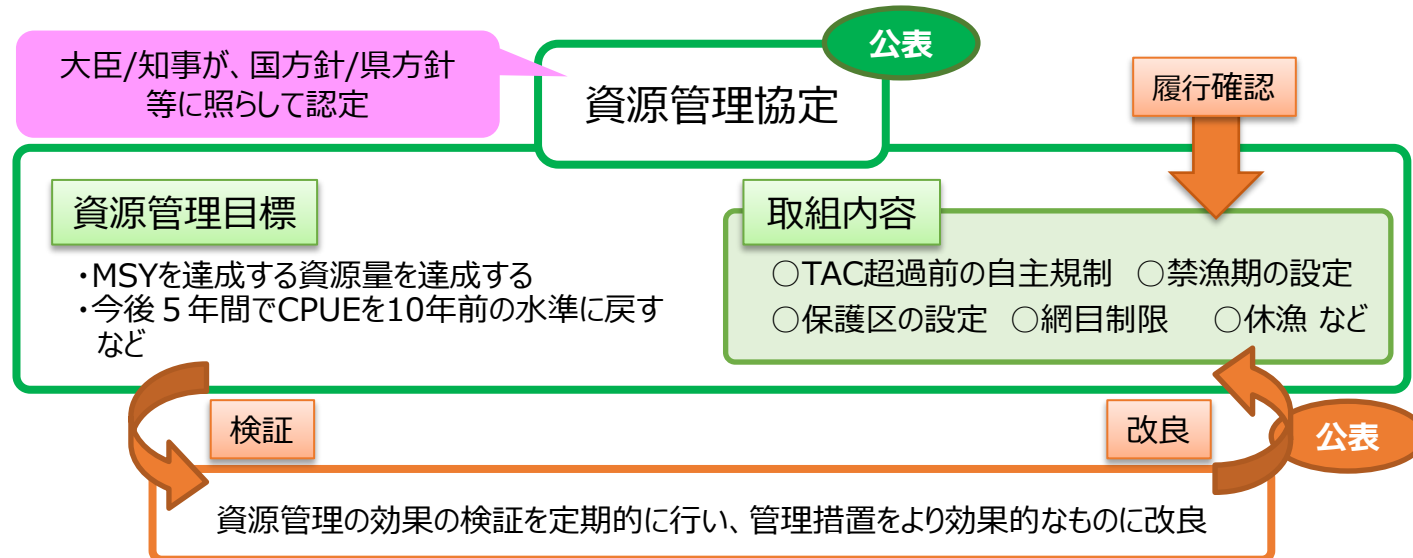 大臣/知事が、国方針/県方針
等に照らして認定
資源管理協定
公表
履行確認
資源管理目標
・MSYを達成する資源量を達成する
・今後５年間でCPUEを10年前の水準に戻す
など
取組内容
○TAC超過前の自主規制 ○禁漁期の設定
○保護区の設定 ○網目制限 ○休漁 など
検証
改良
公表
資源管理の効果の検証を定期的に行い、管理措置をより効果的なものに改良